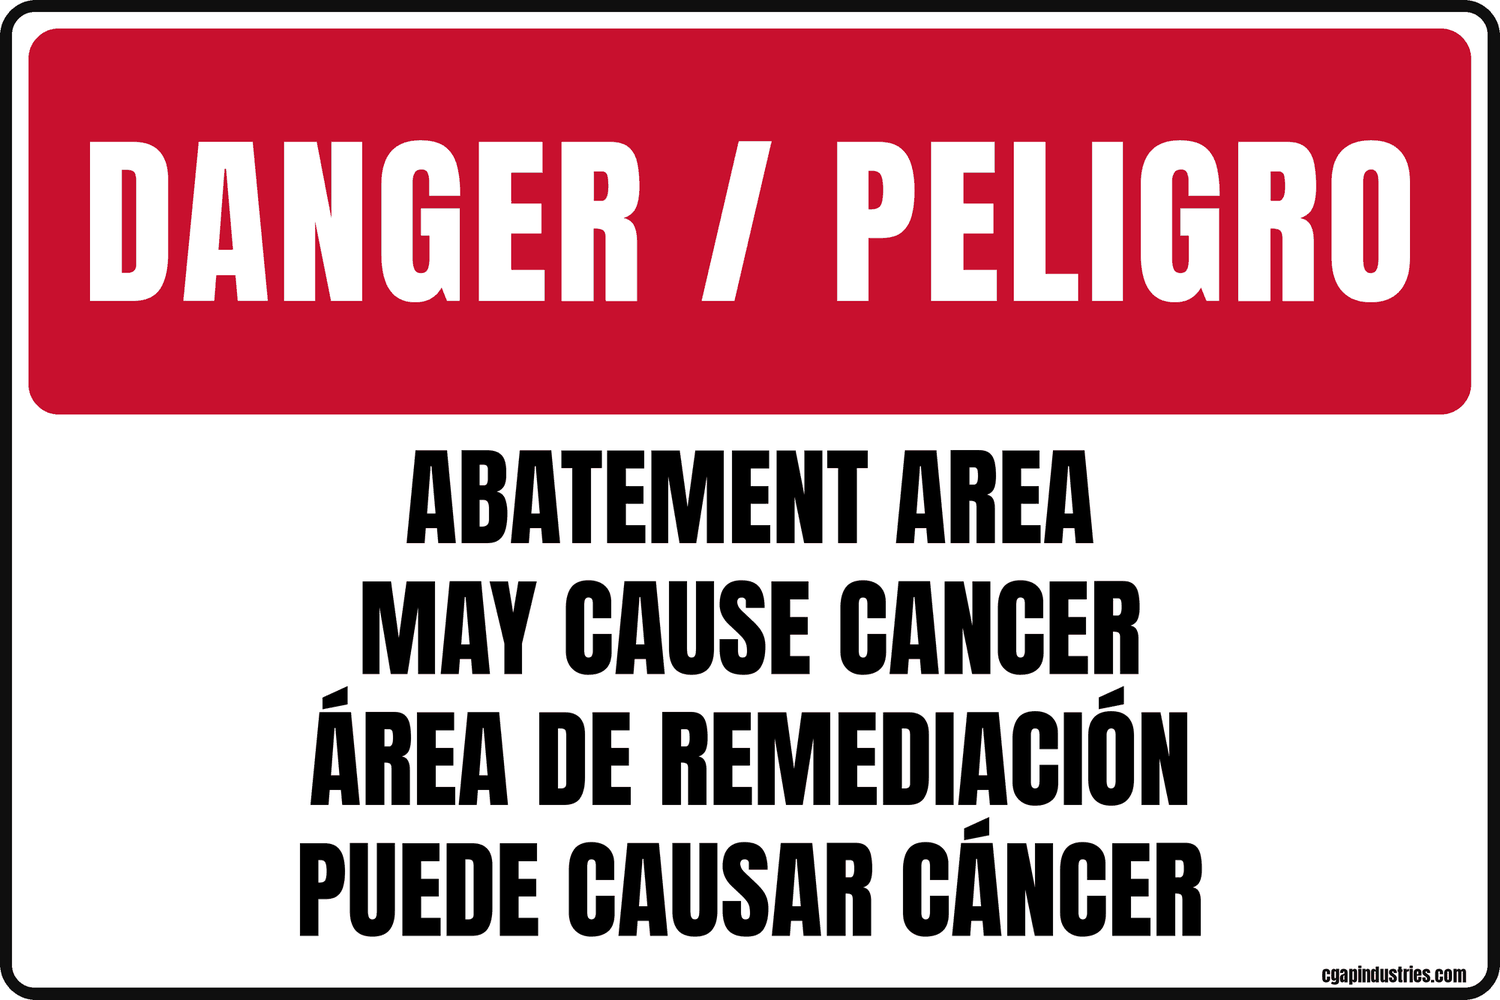 DANGER / PELIGRO
ABATEMENT AREA
MAY CAUSE CANCER
ÁREA DE REMEDIACIÓN
PUEDE CAUSAR CÁNCER
cgapindustries.com